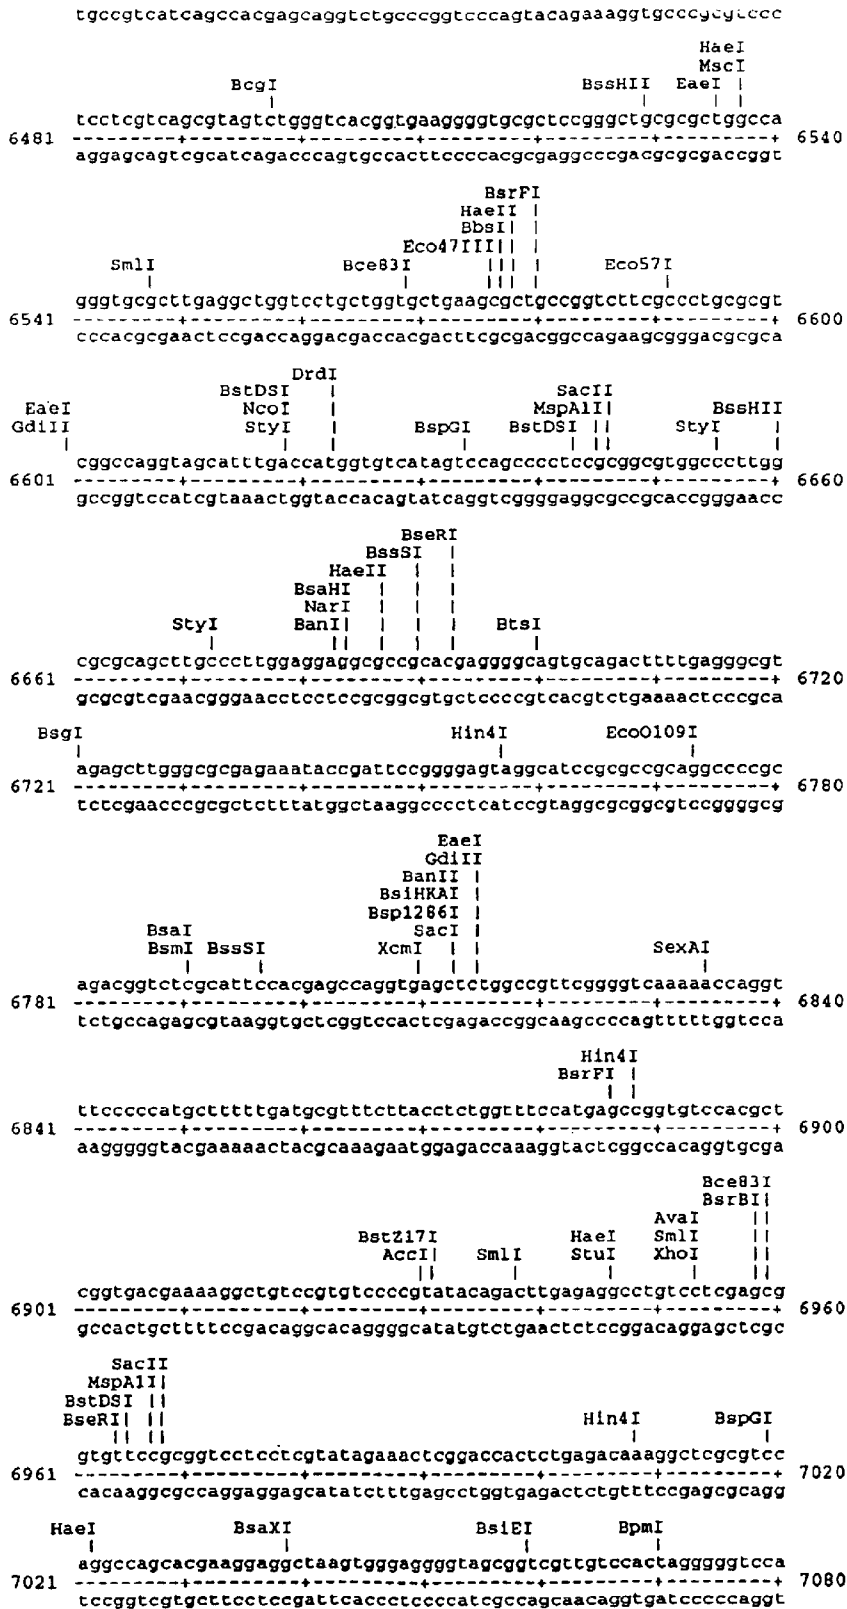 tgccgtcatcagccacgagcaggtctgcccggtcccagtacagaaaggtgcccgcgtccc
HaeI
MscI
BcgI BssHII EaeI
tcctcgtcagcgtagtctgggtcacggtgaaggggtgcgctccgggctgcgcgctggcca
6481 ---------+---------+---------+---------+---------+---------+ 6540
aggagcagtcgcatcagacccagtgccacttccccacgcgaggcccgacgcgcgaccggt
BsrFI
HaeII
BbsI
Eco47III
SmlI Bce83I Eco57I
gggtgcgcttgaggctggtcctgctggtgctgaagcgctgccggtcttcgccctgcgcgt
6541 ---------+---------+---------+---------+---------+---------+ 6600
cccacgcgaactccgaccaggacgaccacgacttcgcgacggccagaagcgggacgcgca
DrdI
BstDSI SacII
EaeI NcoI MspA1I BssHII
GdiII StyI BspGI BstDSI StyI
cggccaggtagcatttgaccatggtgtcatagtccagcccctccgcggcgtggcccttgg
6601 ---------+---------+---------+---------+---------+---------+ 6660
gccggtccatcgtaaactggtaccacagtatcaggtcggggaggcgccgcaccgggaacc
BseRI
BssSI
HaeII
BsaHI
NarI
StyI BanI BtsI
cgcgcagcttgcccttggaggaggcgccgcacgaggggcagtgcagacttttgagggcgt
6661 ---------+---------+---------+---------+---------+---------+ 6720
gcgcgtcgaacgggaacctcctccgcggcgtgctccccgtcacgtctgaaaactcccgca
BsgI Hin4I EcoO109I
agagcttgggcgcgagaaataccgattccggggagtaggcatccgcgccgcaggccccgc
6721 ---------+---------+---------+---------+---------+---------+ 6780
tctcgaacccgcgctctttatggctaaggcccctcatccgtaggcgcggcgtccggggcg
EaeI
GdiII
BanII
BsiHKAI
Bsp1286I
BsaI SacI
BsmI BssSI XcmI SexAI
agacggtctcgcattccacgagccaggtgagctctggccgttcggggtcaaaaaccaggt
6781 ---------+---------+---------+---------+---------+---------+ 6840
tctgccagagcgtaaggtgctcggtccactcgagaccggcaagccccagtttttggtcca
Hin4I
BsrFI
ttcccccatgctttttgatgcgtttcttacctctggtttccatgagccggtgtccacgct
6841 ---------+---------+---------+---------+---------+---------+ 6900
aagggggtacgaaaaactacgcaaagaatggagaccaaaggtactcggccacaggtgcga
Bce83I
BsrBI
AvaI
BstZ17I HaeI SmlI
AccI SmlI StuI XhoI
cggtgacgaaaaggctgtccgtgtccccgtatacagacttgagaggcctgtcctcgagcg
6901 ---------+---------+---------+---------+---------+---------+ 6960
gccactgcttttccgacaggcacaggggcatatgtctgaactctccggacaggagctcgc
SacII
MspA1I
BstDSI
BseRI Hin4I BspGI
gtgttccgcggtcctcctcgtatagaaactcggaccactctgagacaaaggctcgcgtcc
6961 ---------+---------+---------+---------+---------+---------+ 7020
cacaaggcgccaggaggagcatatctttgagcctggtgagactctgtttccgagcgcagg
HaeI BsaXI BsiEI BpmI
aggccagcacgaaggaggctaagtgggaggggtagcggtcgttgtccactagggggtcca
7021 ---------+---------+---------+---------+---------+---------+ 7080
tccggtcgtgcttcctccgattcaccctccccatcgccagcaacaggtgatcccccaggt